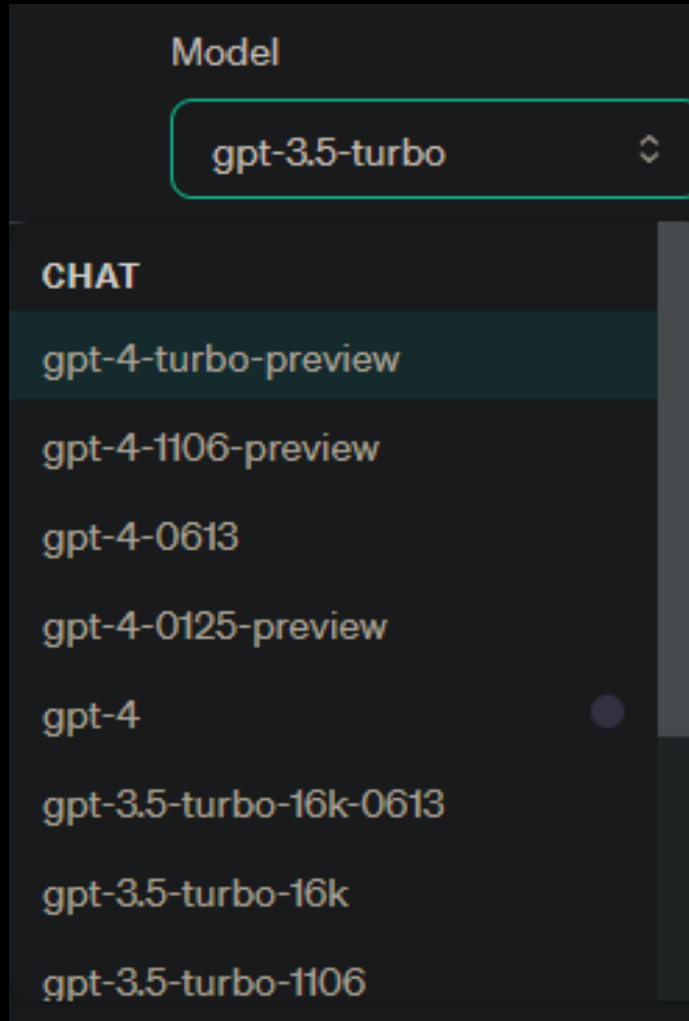 Model
gpt-3.5-turbo
CHAT
gpt-4-turbo-preview
gpt-4-1106-preview
gpt-4-0613
gpt-4-0125-preview
gpt-4
gpt-3.5-turbo-16k-0613
gpt-3.5-turbo-16k
gpt-3.5-turbo-1106